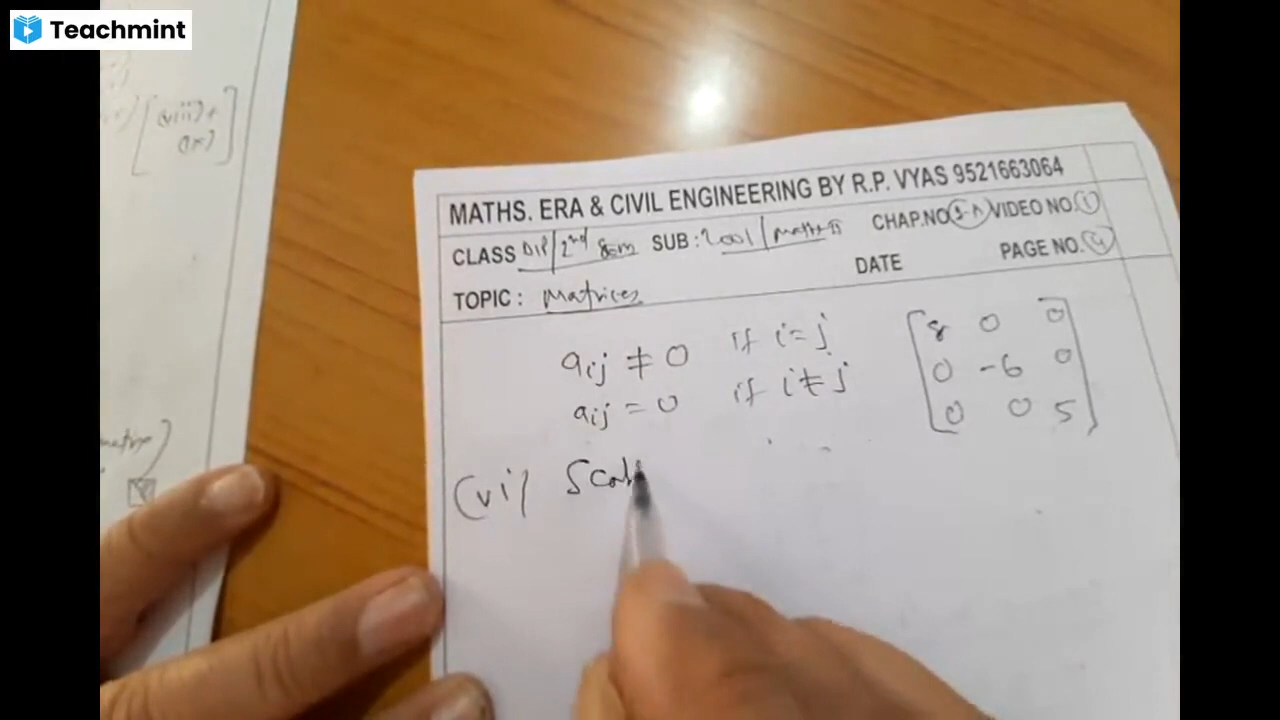 Teachmint
(viii) +
(ix)
MATHS. ERA & CIVIL ENGINEERING BY R.P. VYAS 9521663064
CLASS Dip/2nd Sem SUB: 2001/Maths-II CHAP.NO VIDEO NO. 1
DATE PAGE NO. 4
TOPIC: Matrices
aij ≠ 0 if i = j
aij = 0 if i ≠ j
8 0 0
0 -6 0
0 0 5
(vi) Scal